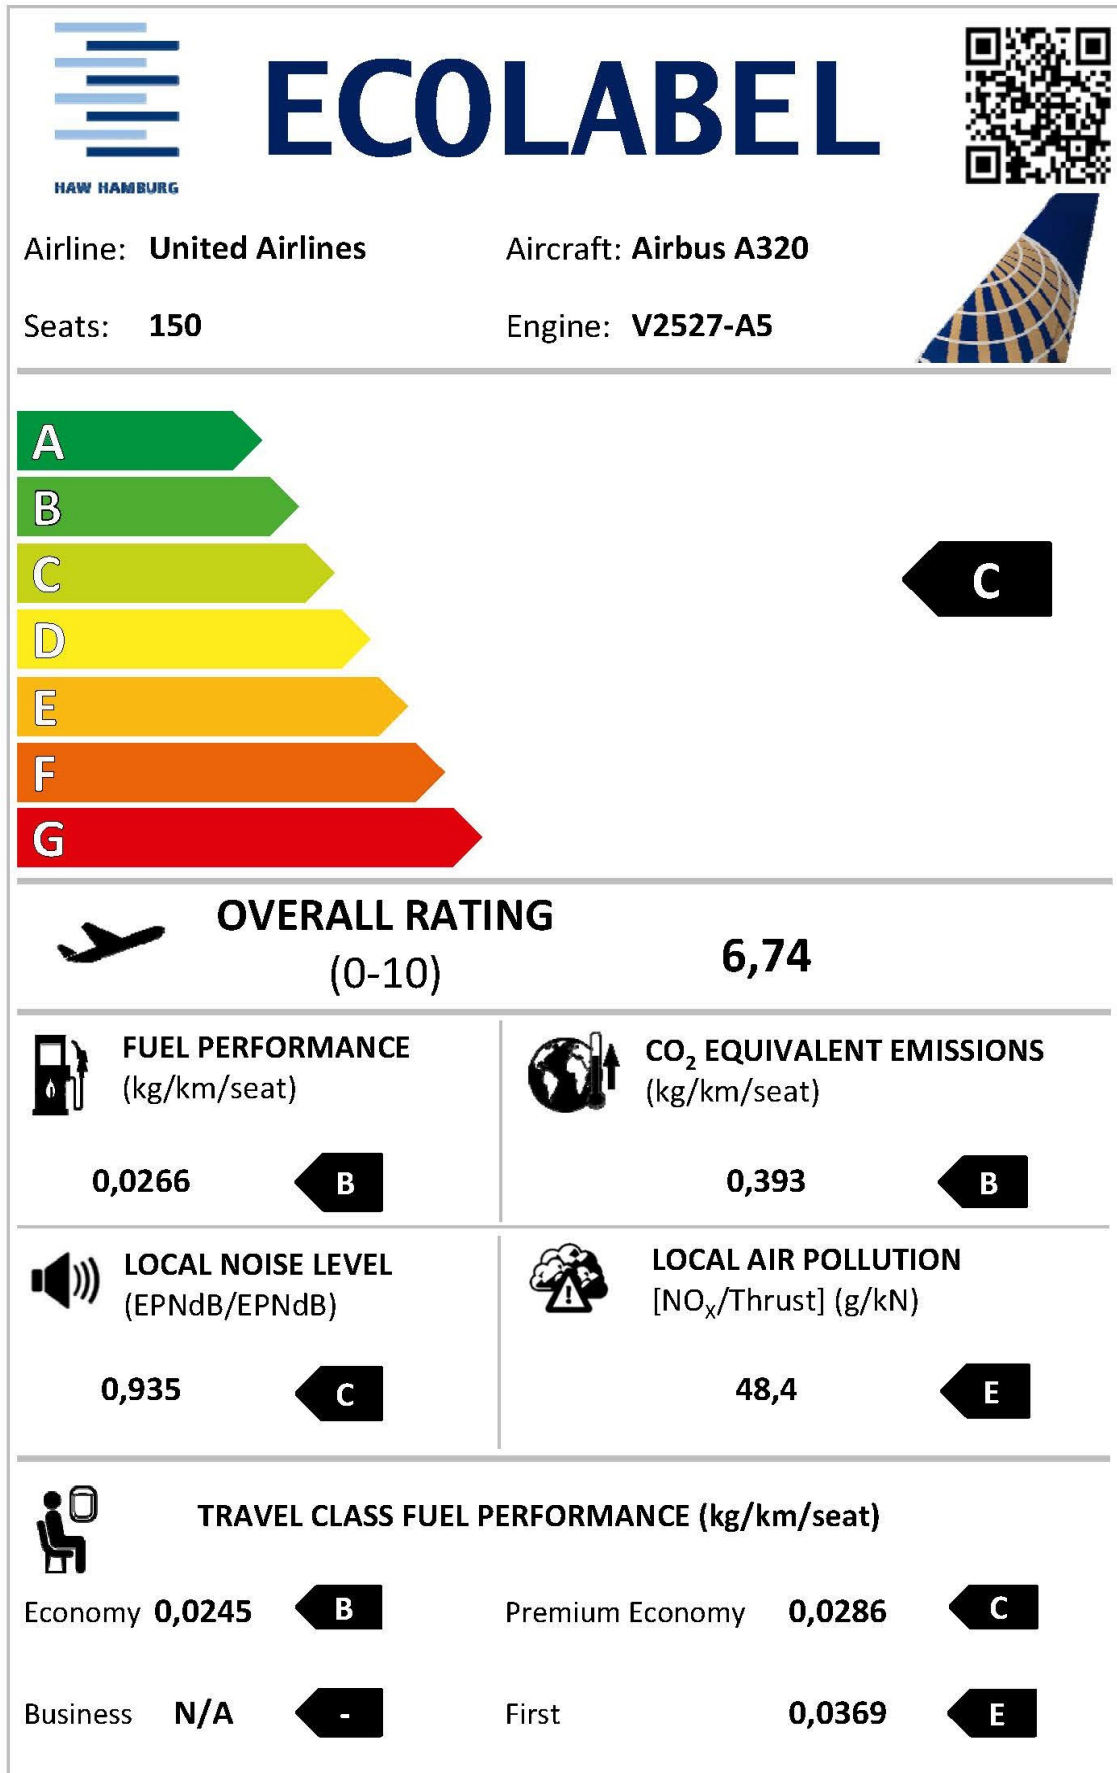 ECOLABEL
HAW HAMBURG
Airline: United Airlines Aircraft: Airbus A320
Seats: 150 Engine: V2527-A5
A
B
C
C
D
E
F
G
OVERALL RATING
(0-10)
6,74
FUEL PERFORMANCE
(kg/km/seat)
0,0266 B
CO₂ EQUIVALENT EMISSIONS
(kg/km/seat)
0,393 B
LOCAL NOISE LEVEL
(EPNdB/EPNdB)
0,935 C
LOCAL AIR POLLUTION
[NOₓ/Thrust] (g/kN)
48,4 E
TRAVEL CLASS FUEL PERFORMANCE (kg/km/seat)
Economy 0,0245 B Premium Economy 0,0286 C
Business N/A - First 0,0369 E